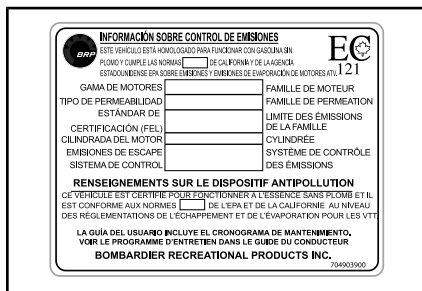 INFORMACIÓN SOBRE CONTROL DE EMISIONES
ESTE VEHÍCULO ESTÁ HOMOLOGADO PARA FUNCIONAR CON GASOLINA SIN
PLOMO Y CUMPLE LAS NORMAS DE CALIFORNIA Y DE LA AGENCIA
ESTADOUNIDENSE EPA SOBRE EMISIONES Y EMISIONES DE EVAPORACIÓN DE MOTORES ATV.
BRP
EC
121
GAMA DE MOTORES FAMILLE DE MOTEUR
TIPO DE PERMEABILIDAD FAMILLE DE PERMEATION
ESTÁNDAR DE LIMITE DES ÉMISSIONS
CERTIFICACIÓN (FEL) DE LA FAMILLE
CILINDRADA DEL MOTOR CYLINDRÉE
EMISIONES DE ESCAPE SYSTÈME DE CONTRÔLE
SISTEMA DE CONTROL DES ÉMISSIONS
RENSEIGNEMENTS SUR LE DISPOSITIF ANTIPOLLUTION
CE VÉHICULE EST CERTIFIÉ POUR FONCTIONNER A L'ESSENCE SANS PLOMB ET IL
EST CONFORME AUX NORMES DE L'EPA ET DE LA CALIFORNIE AU NIVEAU
DES RÉGLEMENTATIONS DE L'ÉCHAPPEMENT ET DE L'ÉVAPORATION POUR LES VTT.
LA GUÍA DEL USUARIO INCLUYE EL CRONOGRAMA DE MANTENIMIENTO.
VOIR LE PROGRAMME D'ENTRETIEN DANS LE GUIDE DU CONDUCTEUR
BOMBARDIER RECREATIONAL PRODUCTS INC.
704903900